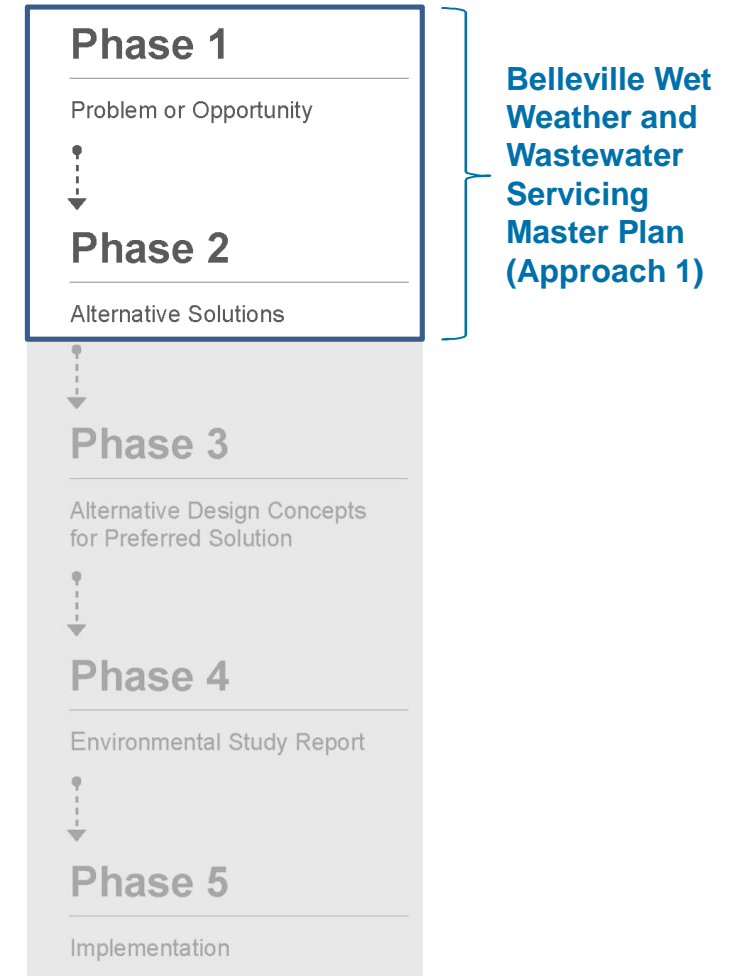 Phase 1
Problem or Opportunity
Phase 2
Alternative Solutions
Belleville Wet
Weather and
Wastewater
Servicing
Master Plan
(Approach 1)
Phase 3
Alternative Design Concepts
for Preferred Solution
Phase 4
Environmental Study Report
Phase 5
Implementation